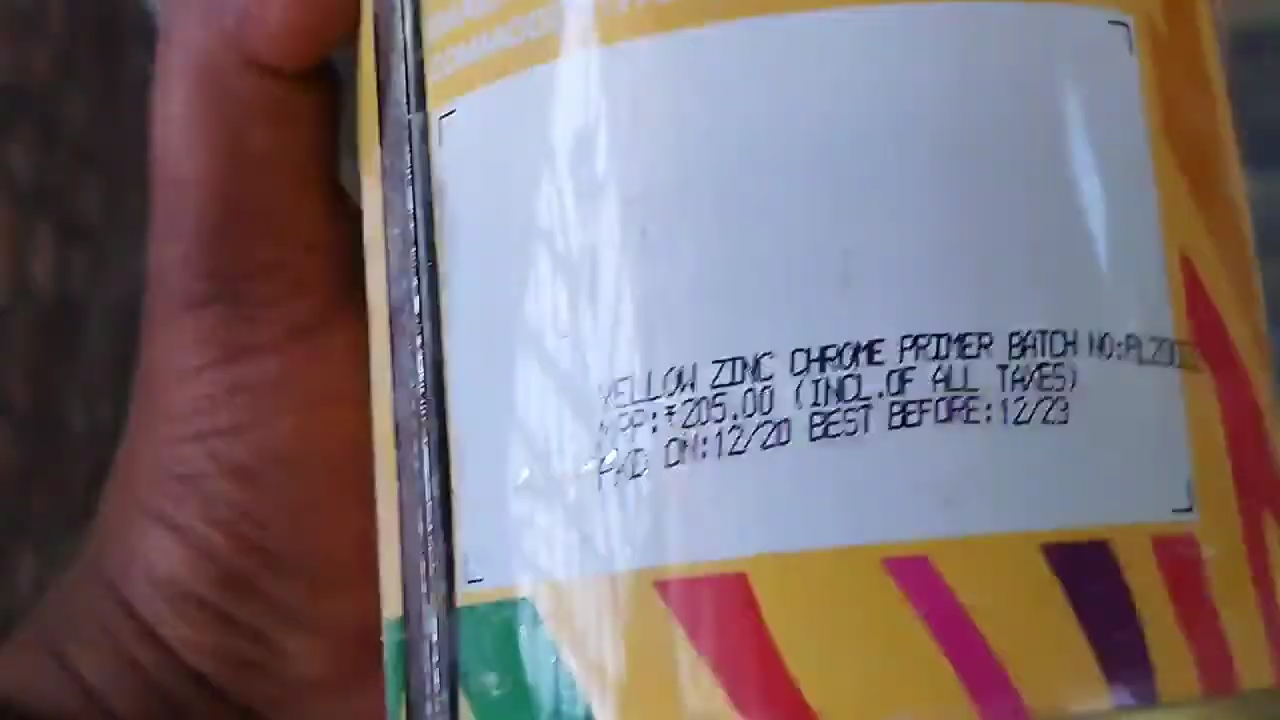 YELLOW ZINC CHROME PRIMER BATCH NO:
MRP:₹205.00 (INCL.OF ALL TAXES)
PKD ON:12/20 BEST BEFORE:12/23